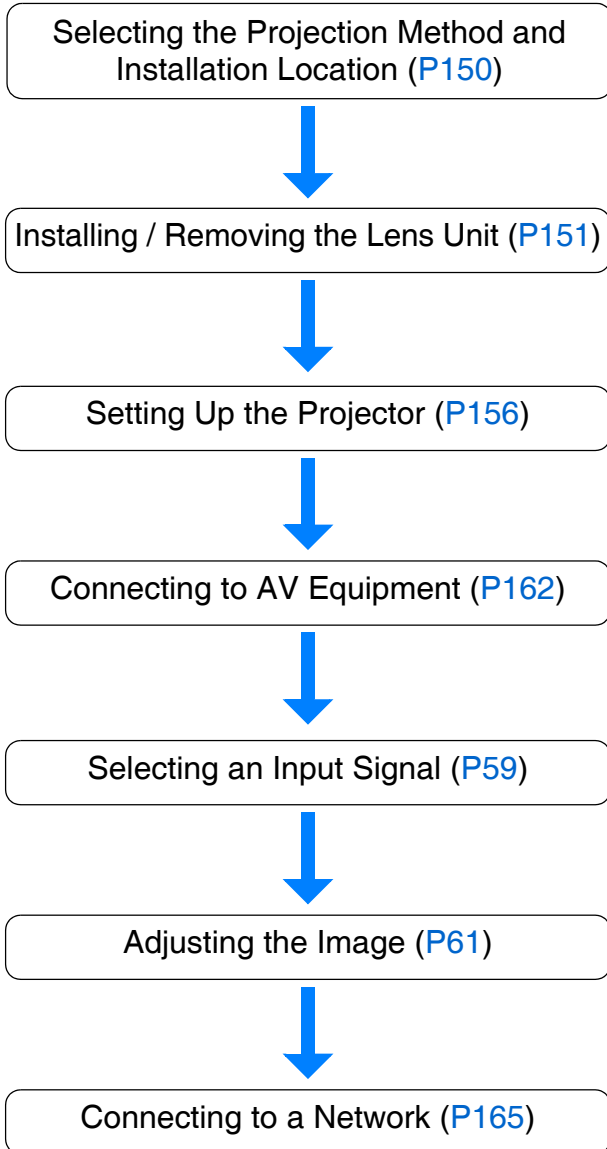 Selecting the Projection Method and
Installation Location (P150)
Installing / Removing the Lens Unit (P151)
Setting Up the Projector (P156)
Connecting to AV Equipment (P162)
Selecting an Input Signal (P59)
Adjusting the Image (P61)
Connecting to a Network (P165)